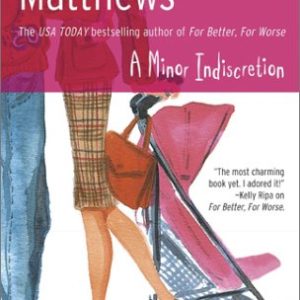 Matthews
The USA TODAY bestselling author of For Better, For Worse
A Minor Indiscretion
"The most charming
book yet. I adored it!"
–Kelly Ripa on
For Better, For Worse.